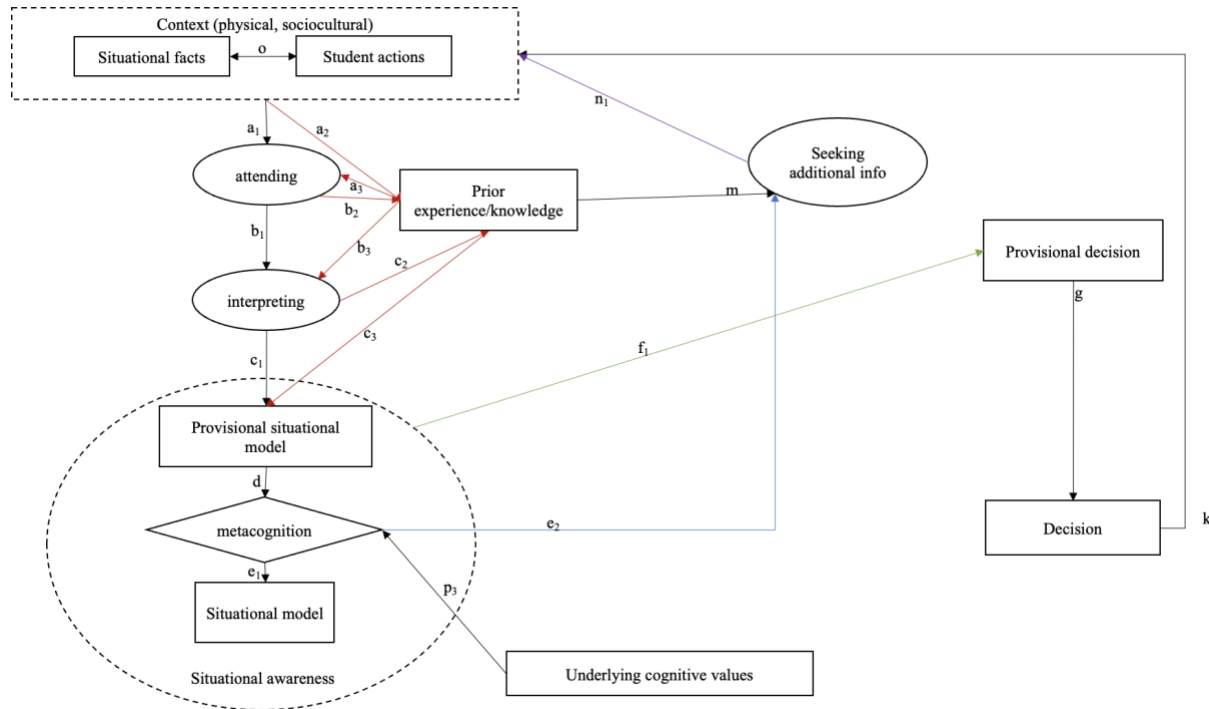 Context (physical, sociocultural)
Situational facts
o
Student actions
n₁
a₁
a₂
Seeking
additional info
attending
a₃
Prior
experience/knowledge
m
b₂
b₁
b₃
c₂
Provisional decision
interpreting
g
c₃
f₁
c₁
Provisional situational
model
d
metacognition
e₂
Decision
k
e₁
p₃
Situational model
Situational awareness
Underlying cognitive values